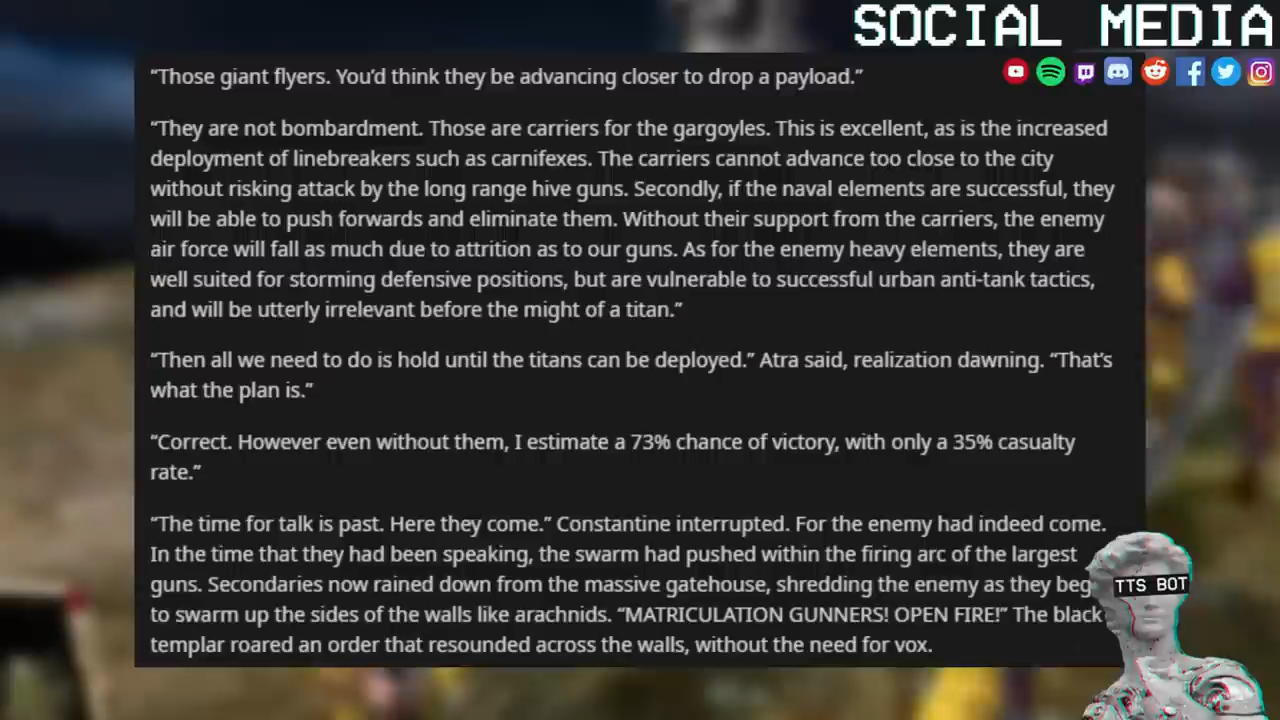 SOCIAL MEDIA
“Those giant flyers. You’d think they be advancing closer to drop a payload.”
“They are not bombardment. Those are carriers for the gargoyles. This is excellent, as is the increased
deployment of linebreakers such as carnifexes. The carriers cannot advance too close to the city
without risking attack by the long range hive guns. Secondly, if the naval elements are successful, they
will be able to push forwards and eliminate them. Without their support from the carriers, the enemy
air force will fall as much due to attrition as to our guns. As for the enemy heavy elements, they are
well suited for storming defensive positions, but are vulnerable to successful urban anti-tank tactics,
and will be utterly irrelevant before the might of a titan.”
“Then all we need to do is hold until the titans can be deployed.” Atra said, realization dawning. “That’s
what the plan is.”
“Correct. However even without them, I estimate a 73% chance of victory, with only a 35% casualty
rate.”
“The time for talk is past. Here they come.” Constantine interrupted. For the enemy had indeed come.
In the time that they had been speaking, the swarm had pushed within the firing arc of the largest
guns. Secondaries now rained down from the massive gatehouse, shredding the enemy as they beg
to swarm up the sides of the walls like arachnids. “MATRICULATION GUNNERS! OPEN FIRE!” The black
templar roared an order that resounded across the walls, without the need for vox.
TTS BOT